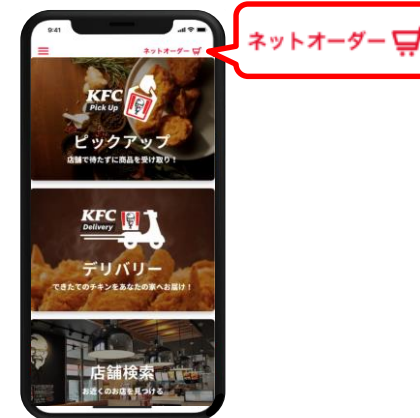 9:41
ネットオーダー
ネットオーダー
KFC
Pick Up
ピックアップ
店舗で待たずに商品を受け取り！
KFC
Delivery
デリバリー
できたてのチキンをあなたの家へお届け！
店舗検索
お近くのお店を見つける